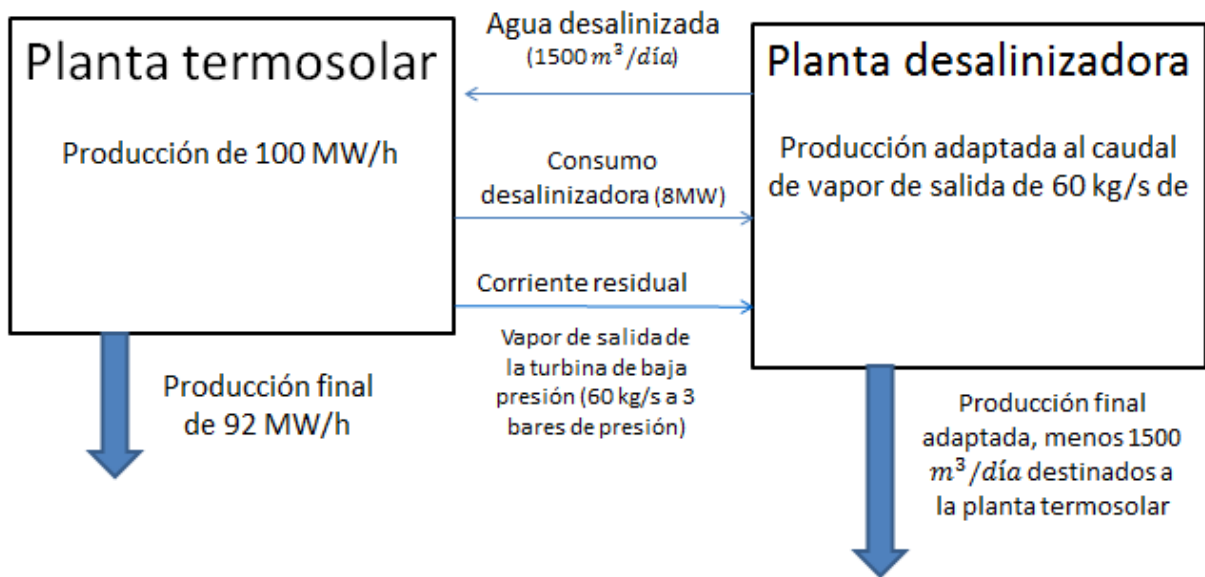 Planta termosolar
Producción de 100 MW/h
Agua desalinizada
(1500 m³/día)
Consumo
desalinizadora (8MW)
Corriente residual
Vapor de salida de
la turbina de baja
presión (60 kg/s a 3
bares de presión)
Planta desalinizadora
Producción adaptada al caudal
de vapor de salida de 60 kg/s de
Producción final
de 92 MW/h
Producción final
adaptada, menos 1500
m³/día destinados a
la planta termosolar